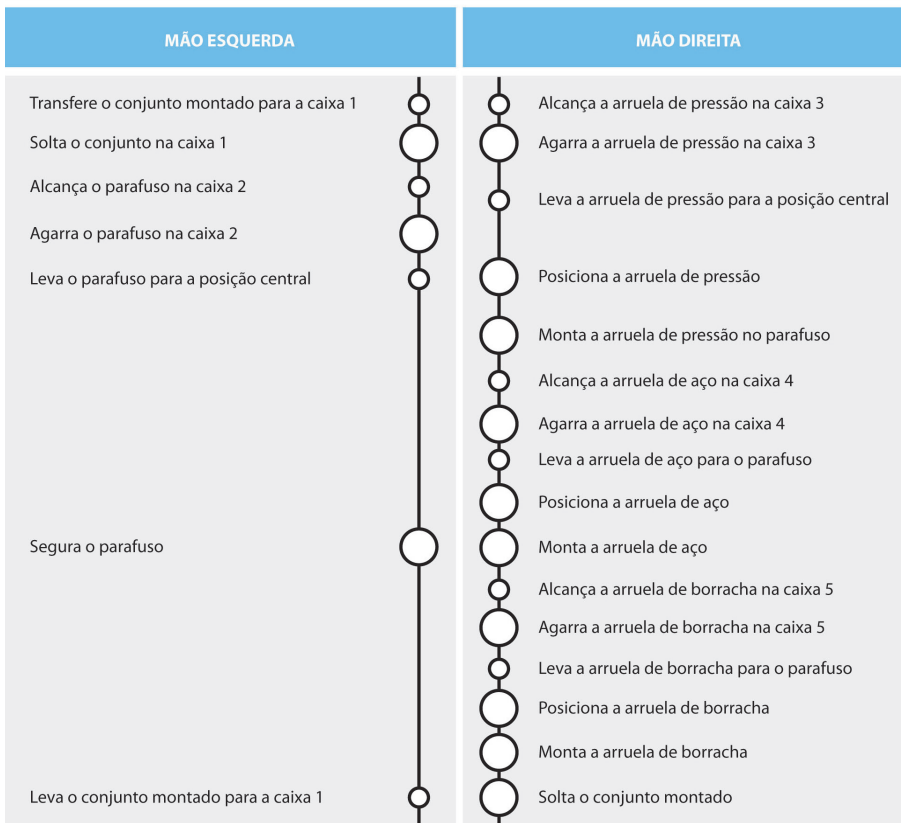 MÃO ESQUERDA
Transfere o conjunto montado para a caixa 1
Solta o conjunto na caixa 1
Alcança o parafuso na caixa 2
Agarra o parafuso na caixa 2
Leva o parafuso para a posição central
Segura o parafuso
Leva o conjunto montado para a caixa 1
MÃO DIREITA
Alcança a arruela de pressão na caixa 3
Agarra a arruela de pressão na caixa 3
Leva a arruela de pressão para a posição central
Posiciona a arruela de pressão
Monta a arruela de pressão no parafuso
Alcança a arruela de aço na caixa 4
Agarra a arruela de aço na caixa 4
Leva a arruela de aço para o parafuso
Posiciona a arruela de aço
Monta a arruela de aço
Alcança a arruela de borracha na caixa 5
Agarra a arruela de borracha na caixa 5
Leva a arruela de borracha para o parafuso
Posiciona a arruela de borracha
Monta a arruela de borracha
Solta o conjunto montado